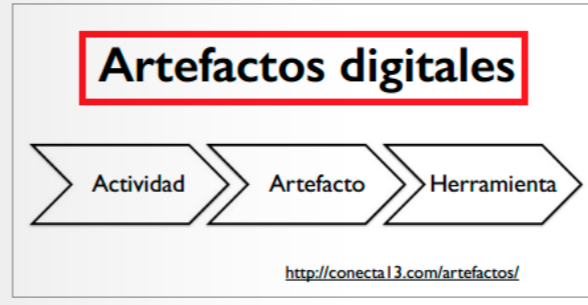 Artefactos digitales
Actividad Artefacto Herramienta
http://conecta13.com/artefactos/